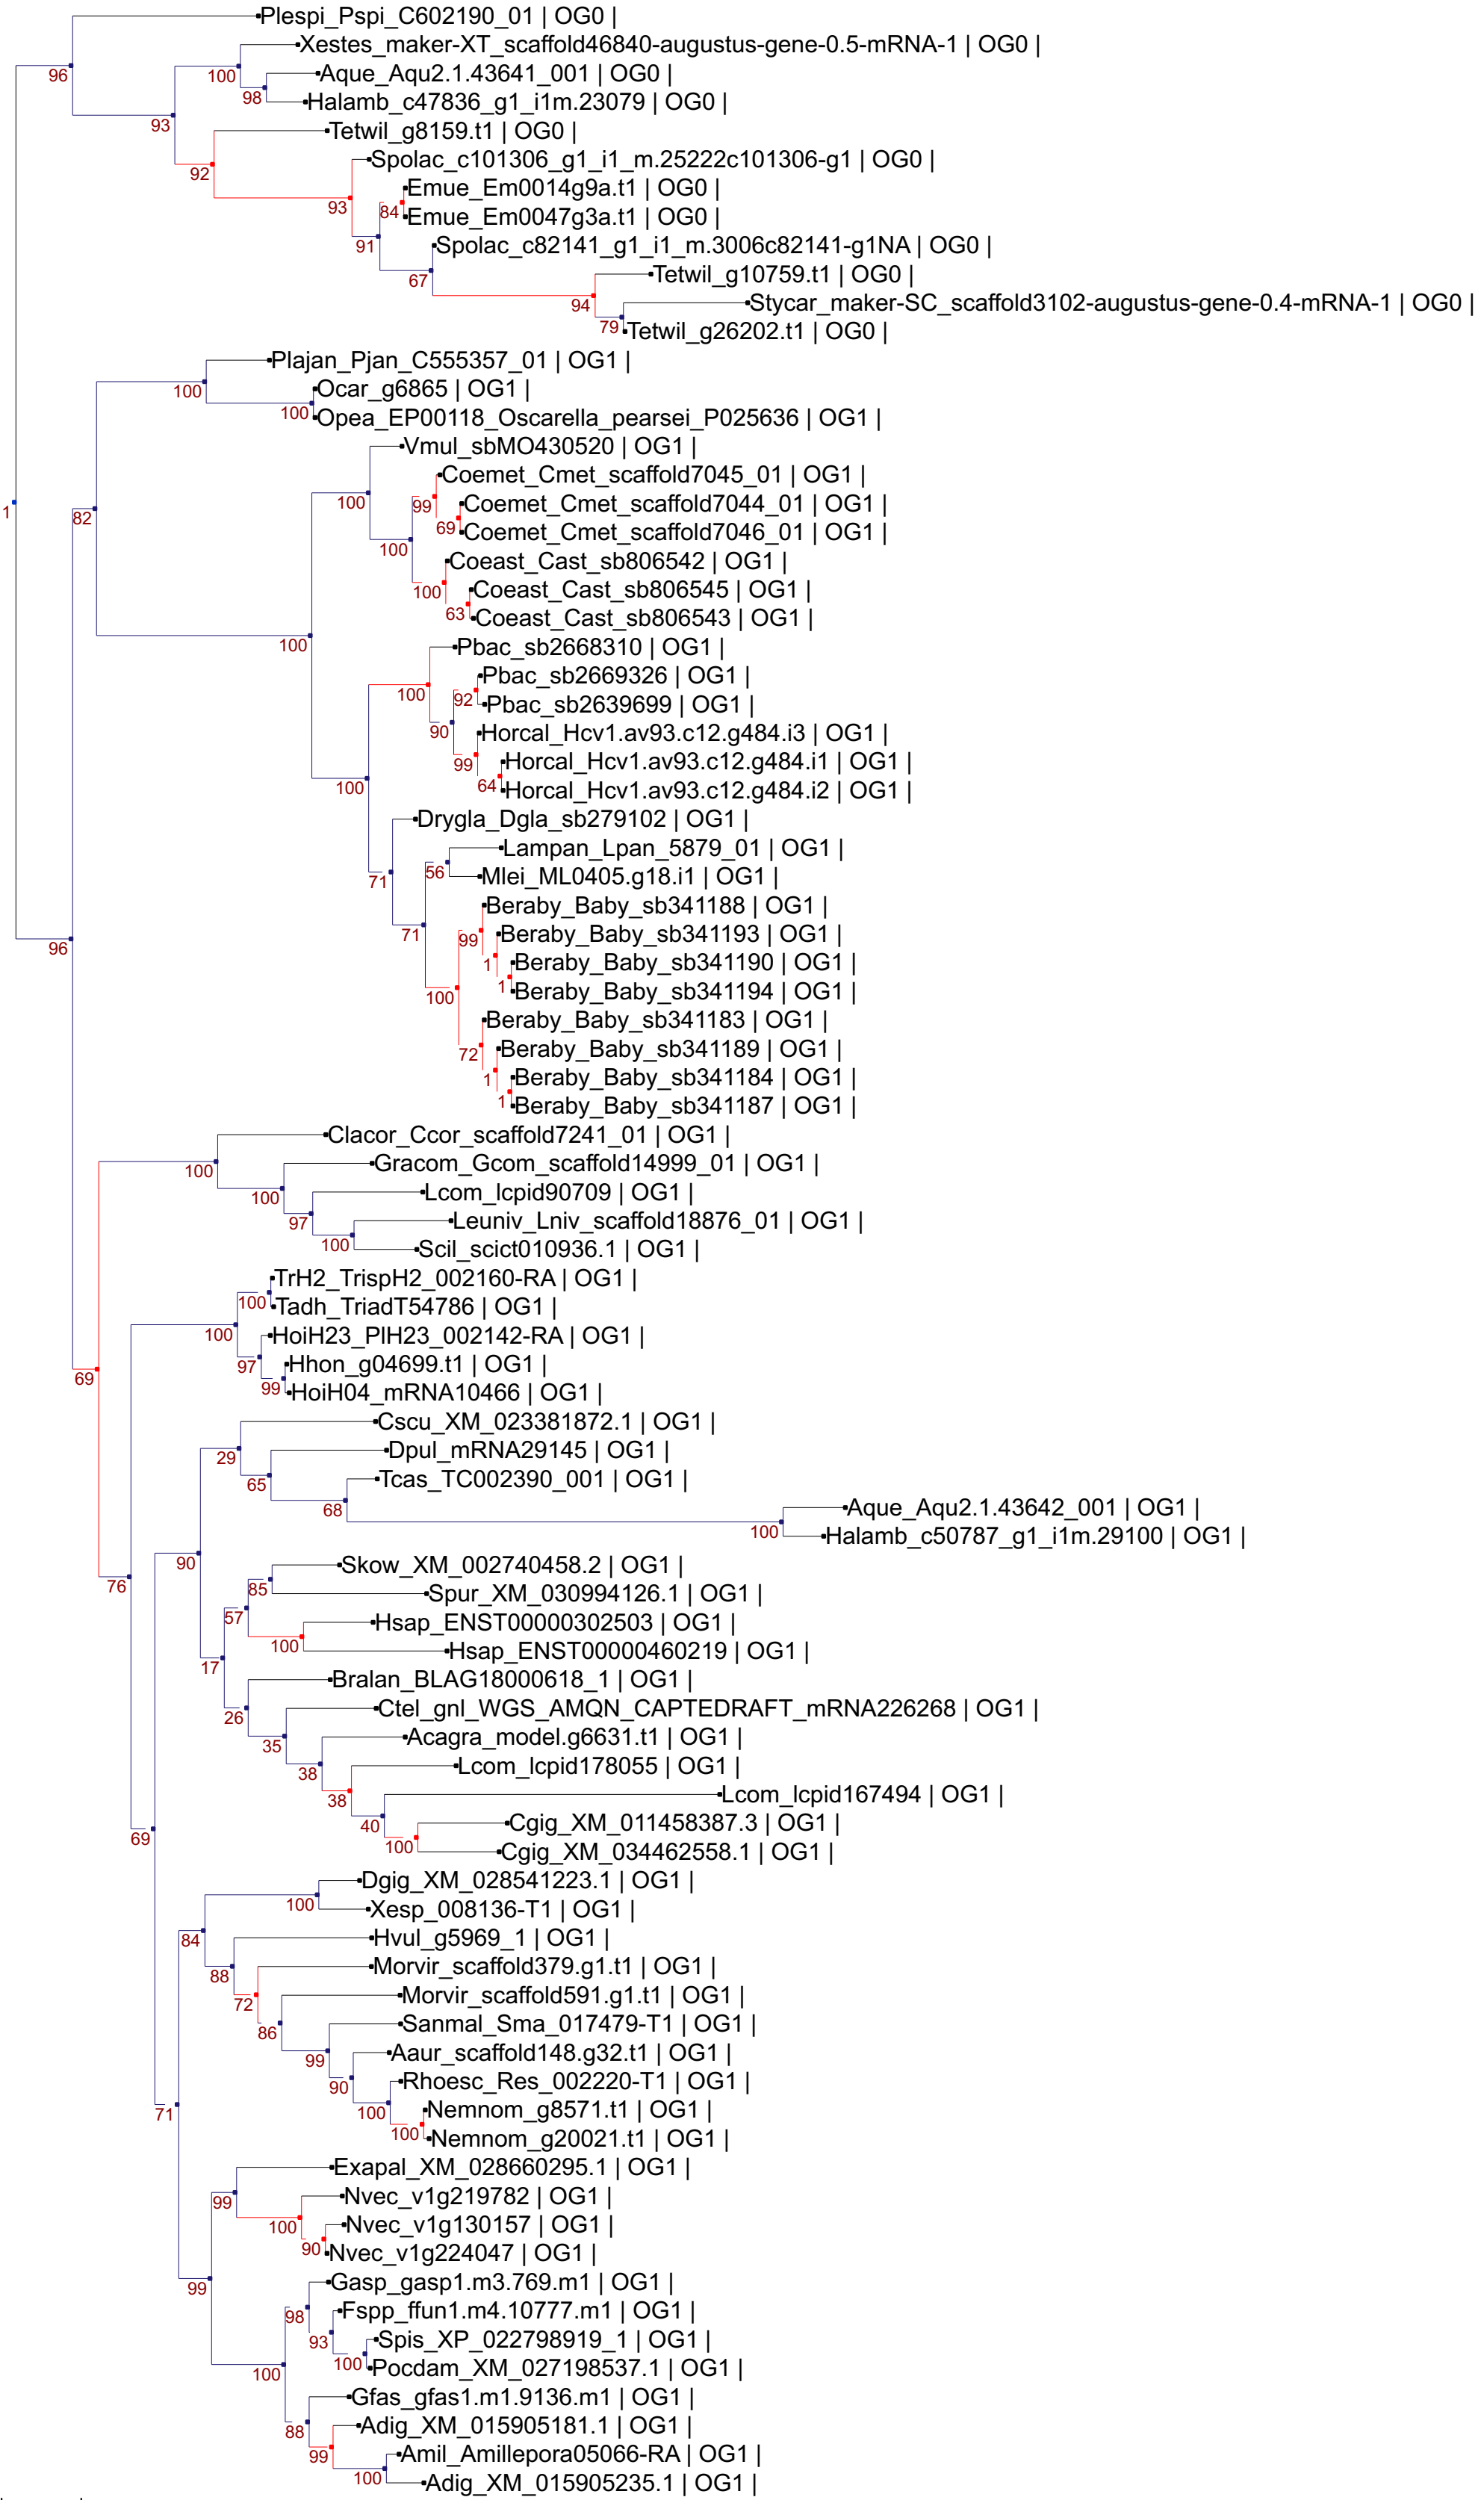 Plespi_Pspi_C602190_01 | OG0 |
Xestes_maker-XT_scaffold46840-augustus-gene-0.5-mRNA-1 | OG0 |
96
100
Aque_Aqu2.1.43641_001 | OG0 |
98
Halamb_c47836_g1_i1m.23079 | OG0 |
93
Tetwil_g8159.t1 | OG0 |
92
Spolac_c101306_g1_i1_m.25222c101306-g1 | OG0 |
Emue_Em0014g9a.t1 | OG0 |
93
84
Emue_Em0047g3a.t1 | OG0 |
91
Spolac_c82141_g1_i1_m.3006c82141-g1NA | OG0 |
67
Tetwil_g10759.t1 | OG0 |
94
Stycar_maker-SC_scaffold3102-augustus-gene-0.4-mRNA-1 | OG0 |
79
Tetwil_g26202.t1 | OG0 |
Plajan_Pjan_C555357_01 | OG1 |
100
Ocar_g6865 | OG1 |
100
Opea_EP00118_Oscarella_pearsei_P025636 | OG1 |
Vmul_sbMO430520 | OG1 |
Coemet_Cmet_scaffold7045_01 | OG1 |
100
99
Coemet_Cmet_scaffold7044_01 | OG1 |
1
82
69
Coemet_Cmet_scaffold7046_01 | OG1 |
100
Coeast_Cast_sb806542 | OG1 |
100
Coeast_Cast_sb806545 | OG1 |
63
Coeast_Cast_sb806543 | OG1 |
100
Pbac_sb2668310 | OG1 |
Pbac_sb2669326 | OG1 |
100
92
Pbac_sb2639699 | OG1 |
90
Horcal_Hcv1.av93.c12.g484.i3 | OG1 |
99
Horcal_Hcv1.av93.c12.g484.i1 | OG1 |
100
64
Horcal_Hcv1.av93.c12.g484.i2 | OG1 |
Drygla_Dgla_sb279102 | OG1 |
Lampan_Lpan_5879_01 | OG1 |
71
56
Mlei_ML0405.g18.i1 | OG1 |
Beraby_Baby_sb341188 | OG1 |
71
99
Beraby_Baby_sb341193 | OG1 |
96
1
Beraby_Baby_sb341190 | OG1 |
100
1
Beraby_Baby_sb341194 | OG1 |
Beraby_Baby_sb341183 | OG1 |
72
Beraby_Baby_sb341189 | OG1 |
1
Beraby_Baby_sb341184 | OG1 |
1
Beraby_Baby_sb341187 | OG1 |
Clacor_Ccor_scaffold7241_01 | OG1 |
100
Gracom_Gcom_scaffold14999_01 | OG1 |
100
Lcom_lcpid90709 | OG1 |
97
Leuniv_Lniv_scaffold18876_01 | OG1 |
100
Scil_scict010936.1 | OG1 |
TrH2_TrispH2_002160-RA | OG1 |
100
Tadh_TriadT54786 | OG1 |
100
HoiH23_PlH23_002142-RA | OG1 |
97
Hhon_g04699.t1 | OG1 |
69
99
HoiH04_mRNA10466 | OG1 |
Cscu_XM_023381872.1 | OG1 |
29
Dpul_mRNA29145 | OG1 |
65
Tcas_TC002390_001 | OG1 |
68
Aque_Aqu2.1.43642_001 | OG1 |
100
Halamb_c50787_g1_i1m.29100 | OG1 |
90
Skow_XM_002740458.2 | OG1 |
76
85
Spur_XM_030994126.1 | OG1 |
57
Hsap_ENST00000302503 | OG1 |
100
Hsap_ENST00000460219 | OG1 |
17
Bralan_BLAG18000618_1 | OG1 |
26
Ctel_gnl_WGS_AMQN_CAPTEDRAFT_mRNA226268 | OG1 |
35
Acagra_model.g6631.t1 | OG1 |
38
Lcom_lcpid178055 | OG1 |
38
Lcom_lcpid167494 | OG1 |
40
Cgig_XM_011458387.3 | OG1 |
69
100
Cgig_XM_034462558.1 | OG1 |
Dgig_XM_028541223.1 | OG1 |
100
Xesp_008136-T1 | OG1 |
84
Hvul_g5969_1 | OG1 |
88
Morvir_scaffold379.g1.t1 | OG1 |
72
Morvir_scaffold591.g1.t1 | OG1 |
86
Sanmal_Sma_017479-T1 | OG1 |
99
Aaur_scaffold148.g32.t1 | OG1 |
90
Rhoesc_Res_002220-T1 | OG1 |
71
100
Nemnom_g8571.t1 | OG1 |
100
Nemnom_g20021.t1 | OG1 |
Exapal_XM_028660295.1 | OG1 |
99
Nvec_v1g219782 | OG1 |
100
Nvec_v1g130157 | OG1 |
90
Nvec_v1g224047 | OG1 |
99
Gasp_gasp1.m3.769.m1 | OG1 |
98
Fspp_ffun1.m4.10777.m1 | OG1 |
93
Spis_XP_022798919_1 | OG1 |
100
100
Pocdam_XM_027198537.1 | OG1 |
Gfas_gfas1.m1.9136.m1 | OG1 |
88
Adig_XM_015905181.1 | OG1 |
99
Amil_Amillepora05066-RA | OG1 |
100
Adig_XM_015905235.1 | OG1 |